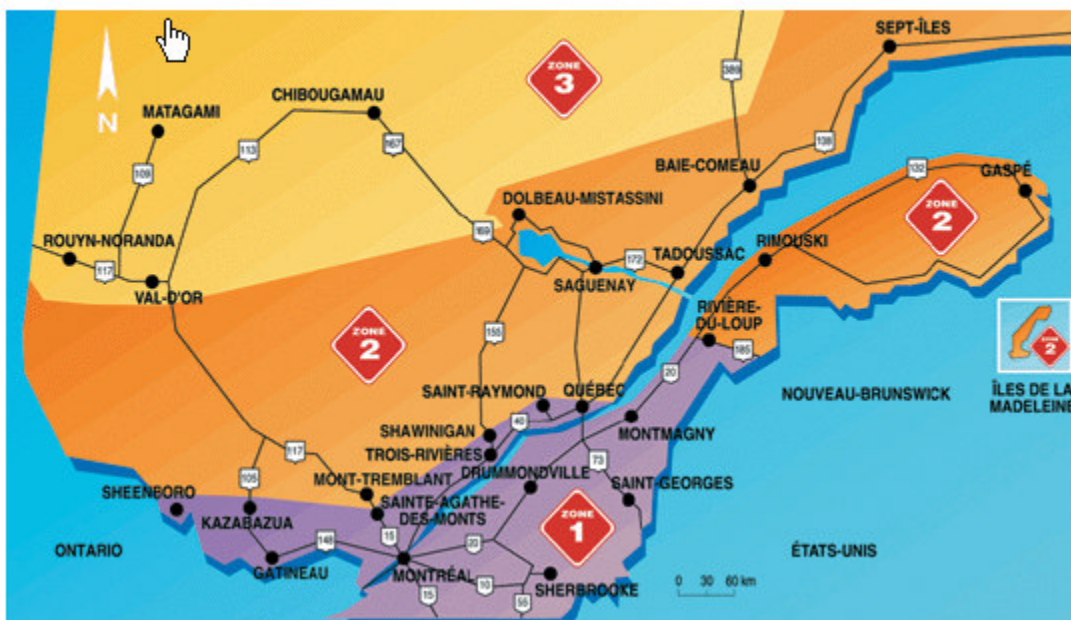 SEPT-ÎLES
ZONE
3
389
CHIBOUGAMAU
MATAGAMI
N
113
167
138
109
BAIE-COMEAU
132
GASPÉ
DOLBEAU-MISTASSINI
ZONE
2
ROUYN-NORANDA
169
TADOUSSAC
RIMOUSKI
117
172
VAL-D'OR
SAGUENAY
RIVIÈRE-
DU-LOUP
ZONE
2
155
185
ZONE
2
20
SAINT-RAYMOND
QUÉBEC
NOUVEAU-BRUNSWICK
ÎLES DE LA
MADELEINE
40
SHAWINIGAN
MONTMAGNY
TROIS-RIVIÈRES
117
73
DRUMMONDVILLE
MONT-TREMBLANT
105
SAINT-GEORGES
SHEENBORO
SAINTE-AGATHE-
DES-MONTS
KAZABAZUA
ZONE
1
15
148
20
ONTARIO
ÉTATS-UNIS
GATINEAU
MONTRÉAL
10
SHERBROOKE
0 30 60 km
15
55